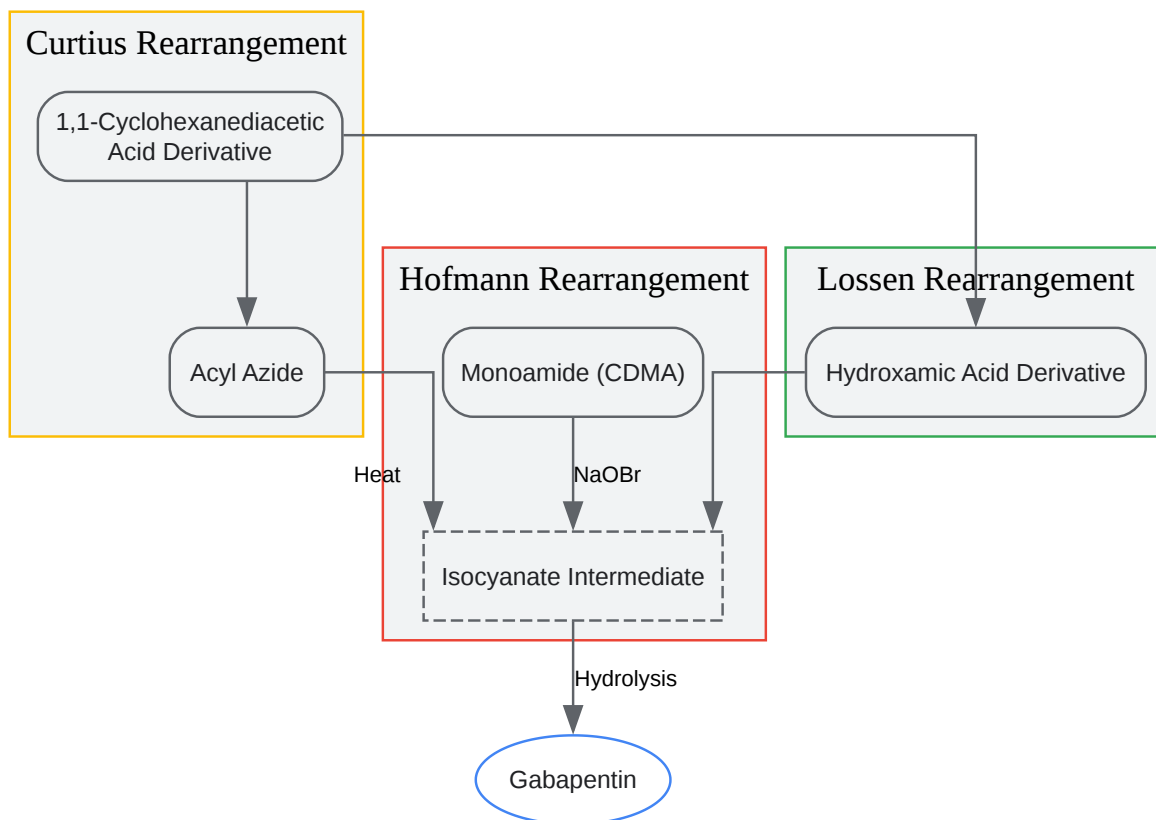 Curtius Rearrangement
1,1-Cyclohexanediacetic
Acid Derivative
Hofmann Rearrangement
Lossen Rearrangement
Acyl Azide
Monoamide (CDMA)
Hydroxamic Acid Derivative
Heat
NaOBr
Isocyanate Intermediate
Hydrolysis
Gabapentin